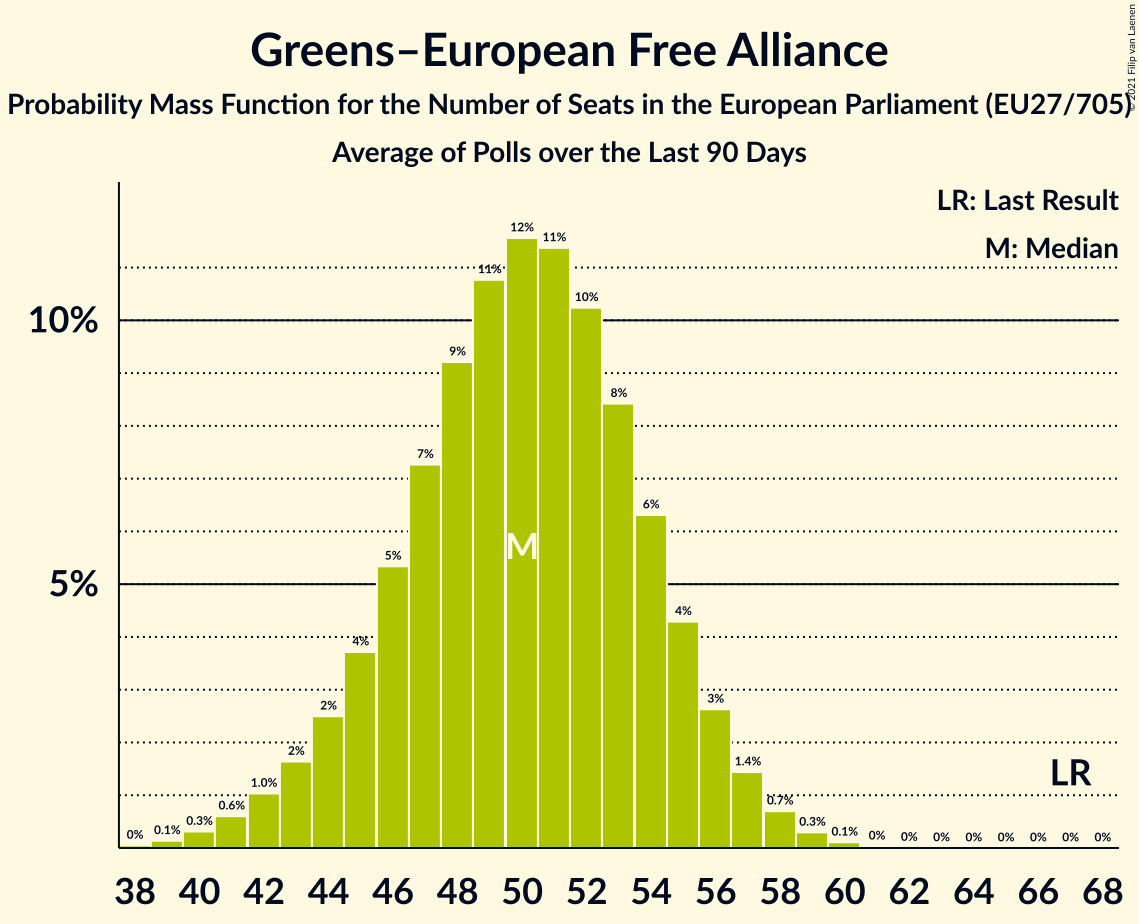 Greens–European Free Alliance
Probability Mass Function for the Number of Seats in the European Parliament (EU27/705)
Average of Polls over the Last 90 Days
© 2021 Filip van Laenen
LR: Last Result
M: Median
10%
5%
0% 0.1% 0.3% 0.6% 1.0% 2% 2% 4% 5% 7% 9% 11% 12% 11% 10% 8% 6% 4% 3% 1.4% 0.7% 0.3% 0.1% 0% 0% 0% 0% 0% 0% 0% 0%
M
LR
38 40 42 44 46 48 50 52 54 56 58 60 62 64 66 68